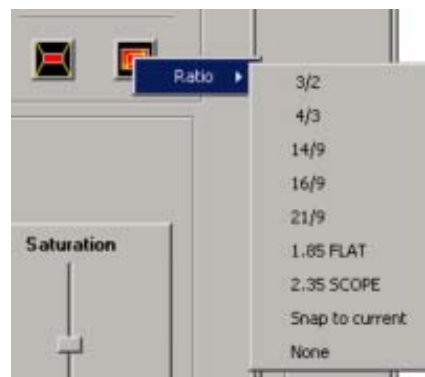 Ratio
3/2
4/3
14/9
16/9
21/9
1.85 FLAT
2.35 SCOPE
Snap to current
None
Saturation